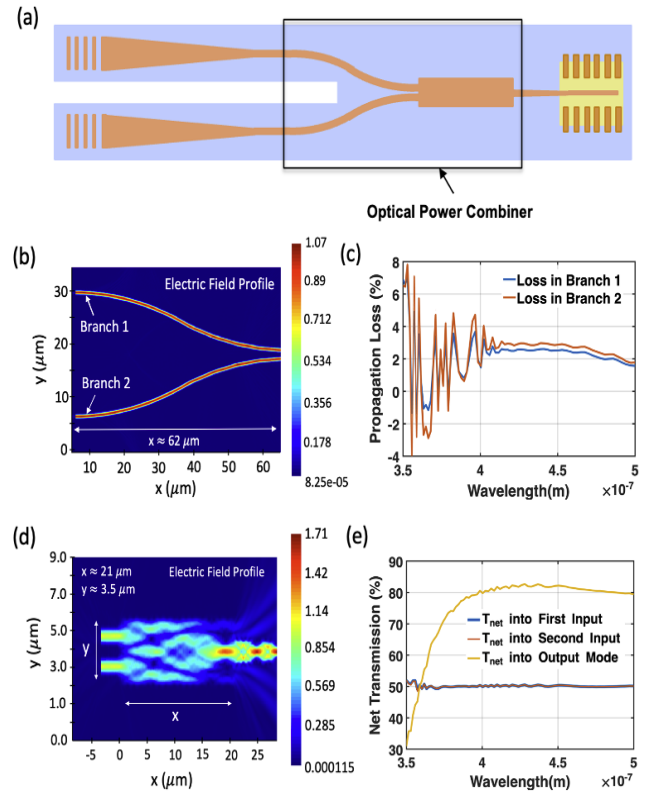 (a)
Optical Power Combiner
(b)
1.07
0.89
0.712
0.534
0.356
0.178
8.25e-05
Electric Field Profile
Branch 1
Branch 2
x ≈ 62 μm
30
20
10
0
y (μm)
10 20 30 40 50 60
x (μm)
(c)
Loss in Branch 1
Loss in Branch 2
8
6
4
2
0
-2
-4
Propagation Loss (%)
3.5 4 4.5 5
Wavelength(m) ×10⁻⁷
(d)
1.71
1.42
1.14
0.854
0.569
0.285
0.000115
x ≈ 21 μm
y ≈ 3.5 μm
Electric Field Profile
y
x
9.0
7.0
5.0
3.0
1.0
0.0
y (μm)
-5 0 5 10 15 20 25
x (μm)
(e)
90
80
70
60
50
40
30
Net Transmission (%)
Tnet into First Input
Tnet into Second Input
Tnet into Output Mode
3.5 4 4.5 5
Wavelength(m) ×10⁻⁷